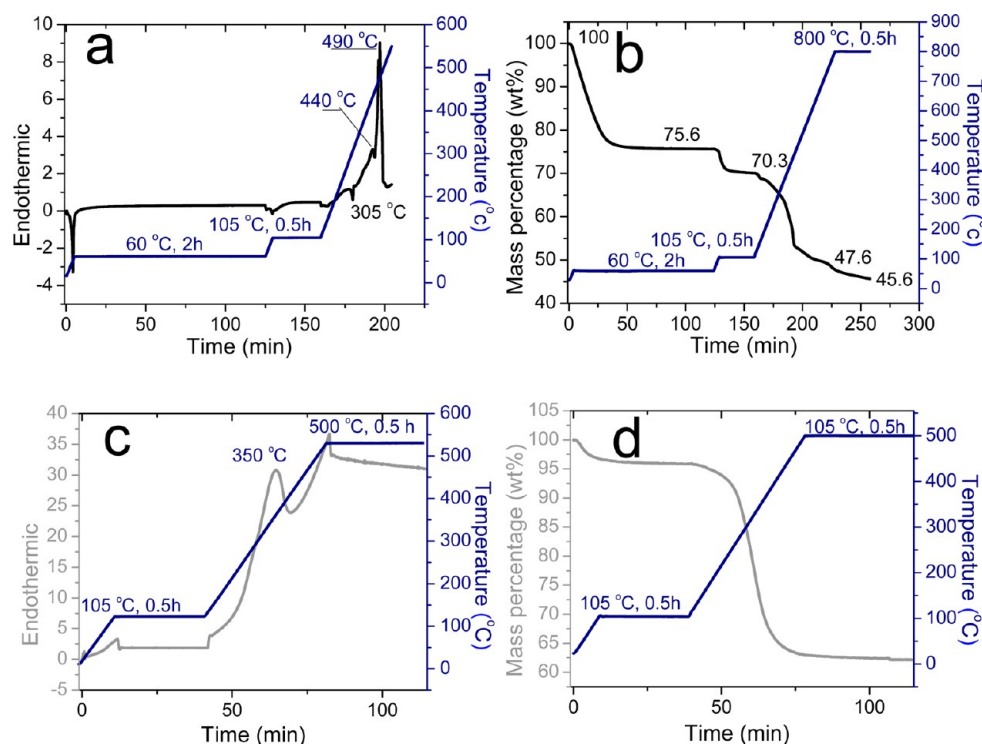 a
Endothermic
10
8
6
4
2
0
-2
-4
490 °C
440 °C
305 °C
105 °C, 0.5h
60 °C, 2h
600
500
400
300
200
100
0
Temperature (°c)
0 50 100 150 200
Time (min)
b
Mass percentage (wt%)
100
90
80
70
60
50
40
100
75.6
70.3
47.6
45.6
800 °C, 0.5h
105 °C, 0.5h
60 °C, 2h
900
800
700
600
500
400
300
200
100
0
Temperature (°c)
0 50 100 150 200 250 300
Time (min)
c
Endothermic
40
35
30
25
20
15
10
5
0
-5
500 °C, 0.5 h
350 °C
105 °C, 0.5h
600
500
400
300
200
100
0
Temperature (°C)
0 50 100
Time (min)
d
Mass percentage (wt%)
105
100
95
90
85
80
75
70
65
60
105 °C, 0.5h
105 °C, 0.5h
500
400
300
200
100
0
Temperature (°C)
0 50 100
Time (min)